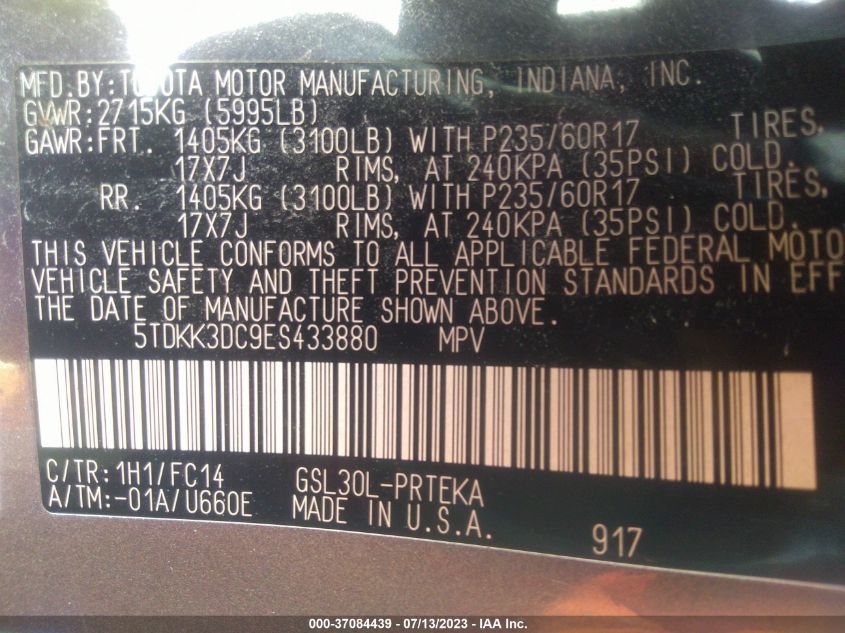 MFD.BY:TOYOTA MOTOR MANUFACTURING, INDIANA, INC.
GVWR:2715KG (5995LB)
GAWR:FRT. 1405KG (3100LB) WITH P235/60R17 TIRES,
17X7J RIMS, AT 240KPA (35PSI) COLD.
RR. 1405KG (3100LB) WITH P235/60R17 TIRES,
17X7J RIMS, AT 240KPA (35PSI) COLD.
THIS VEHICLE CONFORMS TO ALL APPLICABLE FEDERAL MOTO
VEHICLE SAFETY AND THEFT PREVENTION STANDARDS IN EFF
THE DATE OF MANUFACTURE SHOWN ABOVE.
5TDKK3DC9ES433880 MPV
C/TR:1H1/FC14 GSL30L-PRTEKA
A/TM:-01A/U660E MADE IN U.S.A.
917
000-37084439 - 07/13/2023 - IAA Inc.